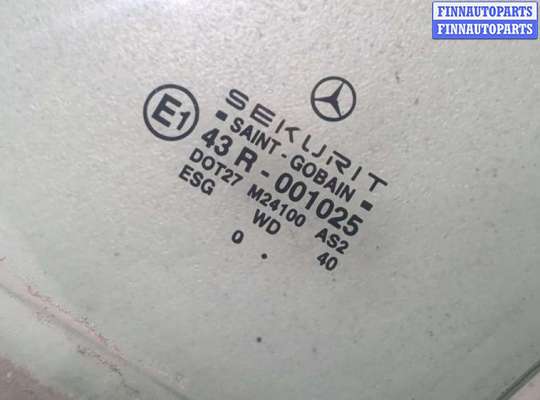 FINNAUTOPARTS
FINNAUTOPARTS
SEKURIT
SAINT-GOBAIN
E1
43 R - 001025
DOT27 M24100 AS2
ESG WD 40
0 .